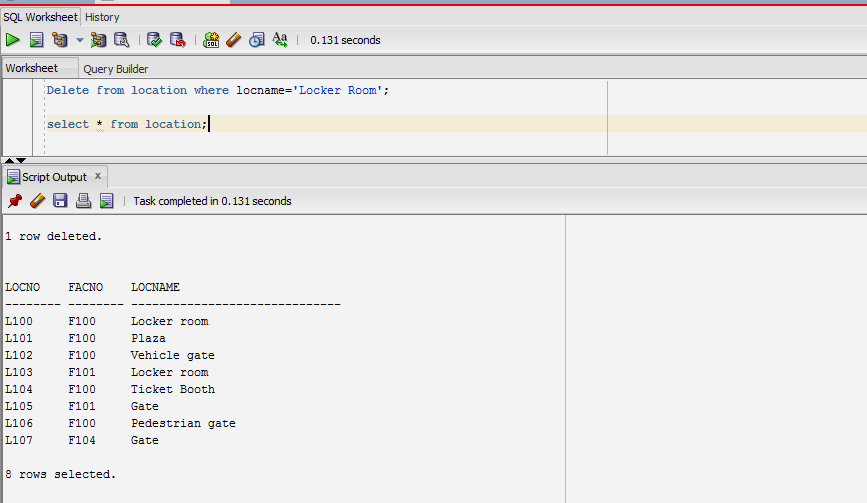 SQL Worksheet History
SQL Aa 0.131 seconds
Worksheet Query Builder
Delete from location where locname='Locker Room';
select * from location;
Script Output x
Task completed in 0.131 seconds
1 row deleted.
LOCNO FACNO LOCNAME
-------- -------- ------------------------------
L100 F100 Locker room
L101 F100 Plaza
L102 F100 Vehicle gate
L103 F101 Locker room
L104 F100 Ticket Booth
L105 F101 Gate
L106 F100 Pedestrian gate
L107 F104 Gate
8 rows selected.